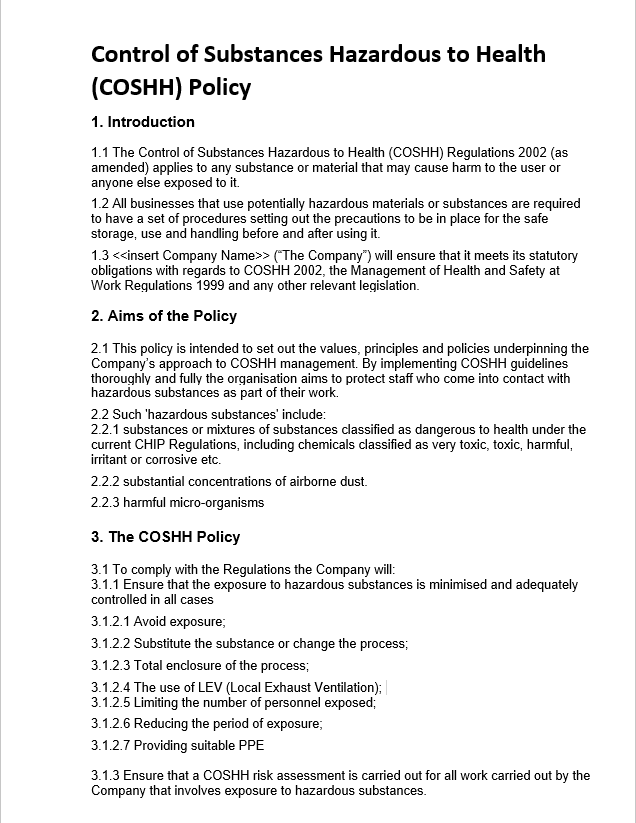 Control of Substances Hazardous to Health
(COSHH) Policy
1. Introduction
1.1 The Control of Substances Hazardous to Health (COSHH) Regulations 2002 (as
amended) applies to any substance or material that may cause harm to the user or
anyone else exposed to it.
1.2 All businesses that use potentially hazardous materials or substances are required
to have a set of procedures setting out the precautions to be in place for the safe
storage, use and handling before and after using it.
1.3 <<insert Company Name>> (“The Company”) will ensure that it meets its statutory
obligations with regards to COSHH 2002, the Management of Health and Safety at
Work Regulations 1999 and any other relevant legislation.
2. Aims of the Policy
2.1 This policy is intended to set out the values, principles and policies underpinning the
Company’s approach to COSHH management. By implementing COSHH guidelines
thoroughly and fully the organisation aims to protect staff who come into contact with
hazardous substances as part of their work.
2.2 Such 'hazardous substances' include:
2.2.1 substances or mixtures of substances classified as dangerous to health under the
current CHIP Regulations, including chemicals classified as very toxic, toxic, harmful,
irritant or corrosive etc.
2.2.2 substantial concentrations of airborne dust.
2.2.3 harmful micro-organisms
3. The COSHH Policy
3.1 To comply with the Regulations the Company will:
3.1.1 Ensure that the exposure to hazardous substances is minimised and adequately
controlled in all cases
3.1.2.1 Avoid exposure;
3.1.2.2 Substitute the substance or change the process;
3.1.2.3 Total enclosure of the process;
3.1.2.4 The use of LEV (Local Exhaust Ventilation);
3.1.2.5 Limiting the number of personnel exposed;
3.1.2.6 Reducing the period of exposure;
3.1.2.7 Providing suitable PPE
3.1.3 Ensure that a COSHH risk assessment is carried out for all work carried out by the
Company that involves exposure to hazardous substances.